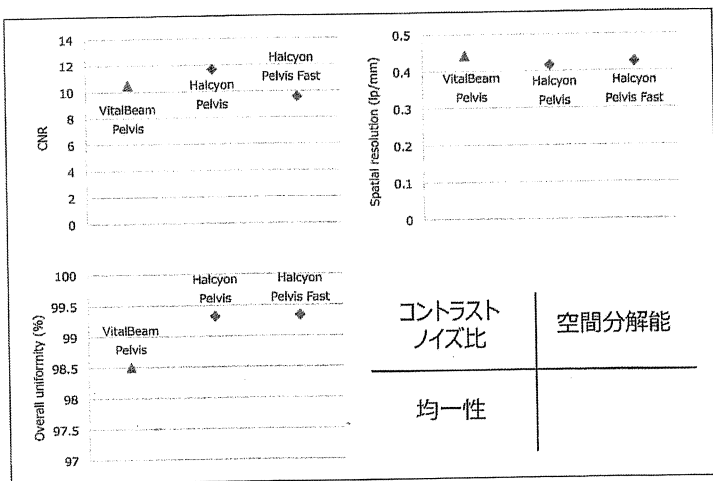 14
12
10
8
6
4
2
0
CNR
VitalBeam
Pelvis
Halcyon
Pelvis
Halcyon
Pelvis Fast
0.5
0.4
0.3
0.2
0.1
0
Spatial resolution (lp/mm)
VitalBeam
Pelvis
Halcyon
Pelvis
Halcyon
Pelvis Fast
100
99.5
99
98.5
98
97.5
97
Overall uniformity (%)
VitalBeam
Pelvis
Halcyon
Pelvis
Halcyon
Pelvis Fast
コントラスト
ノイズ比
空間分解能
均一性